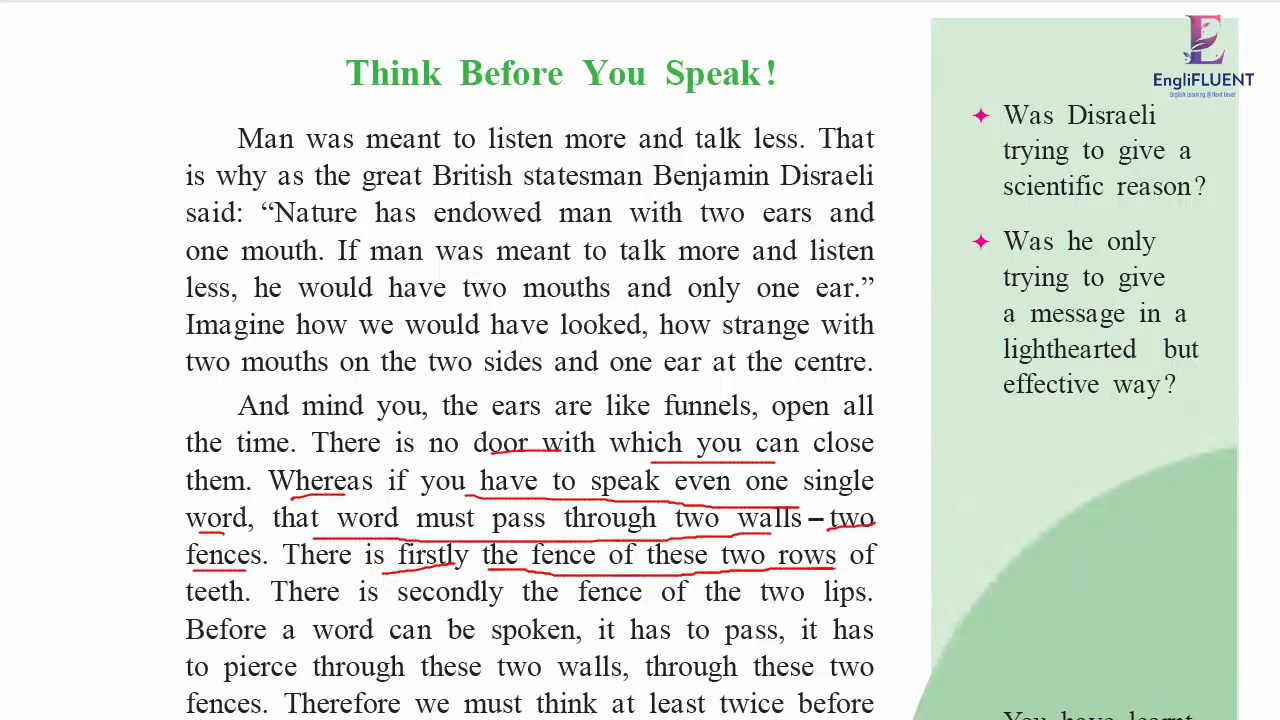 Think Before You Speak!
Man was meant to listen more and talk less. That
is why as the great British statesman Benjamin Disraeli
said: “Nature has endowed man with two ears and
one mouth. If man was meant to talk more and listen
less, he would have two mouths and only one ear.”
Imagine how we would have looked, how strange with
two mouths on the two sides and one ear at the centre.
And mind you, the ears are like funnels, open all
the time. There is no door with which you can close
them. Whereas if you have to speak even one single
word, that word must pass through two walls – two
fences. There is firstly the fence of these two rows of
teeth. There is secondly the fence of the two lips.
Before a word can be spoken, it has to pass, it has
to pierce through these two walls, through these two
fences. Therefore we must think at least twice before
E
EngliFLUENT
English Learning @ Next Level
✦ Was Disraeli
trying to give a
scientific reason?
✦ Was he only
trying to give
a message in a
lighthearted but
effective way?
You have learnt